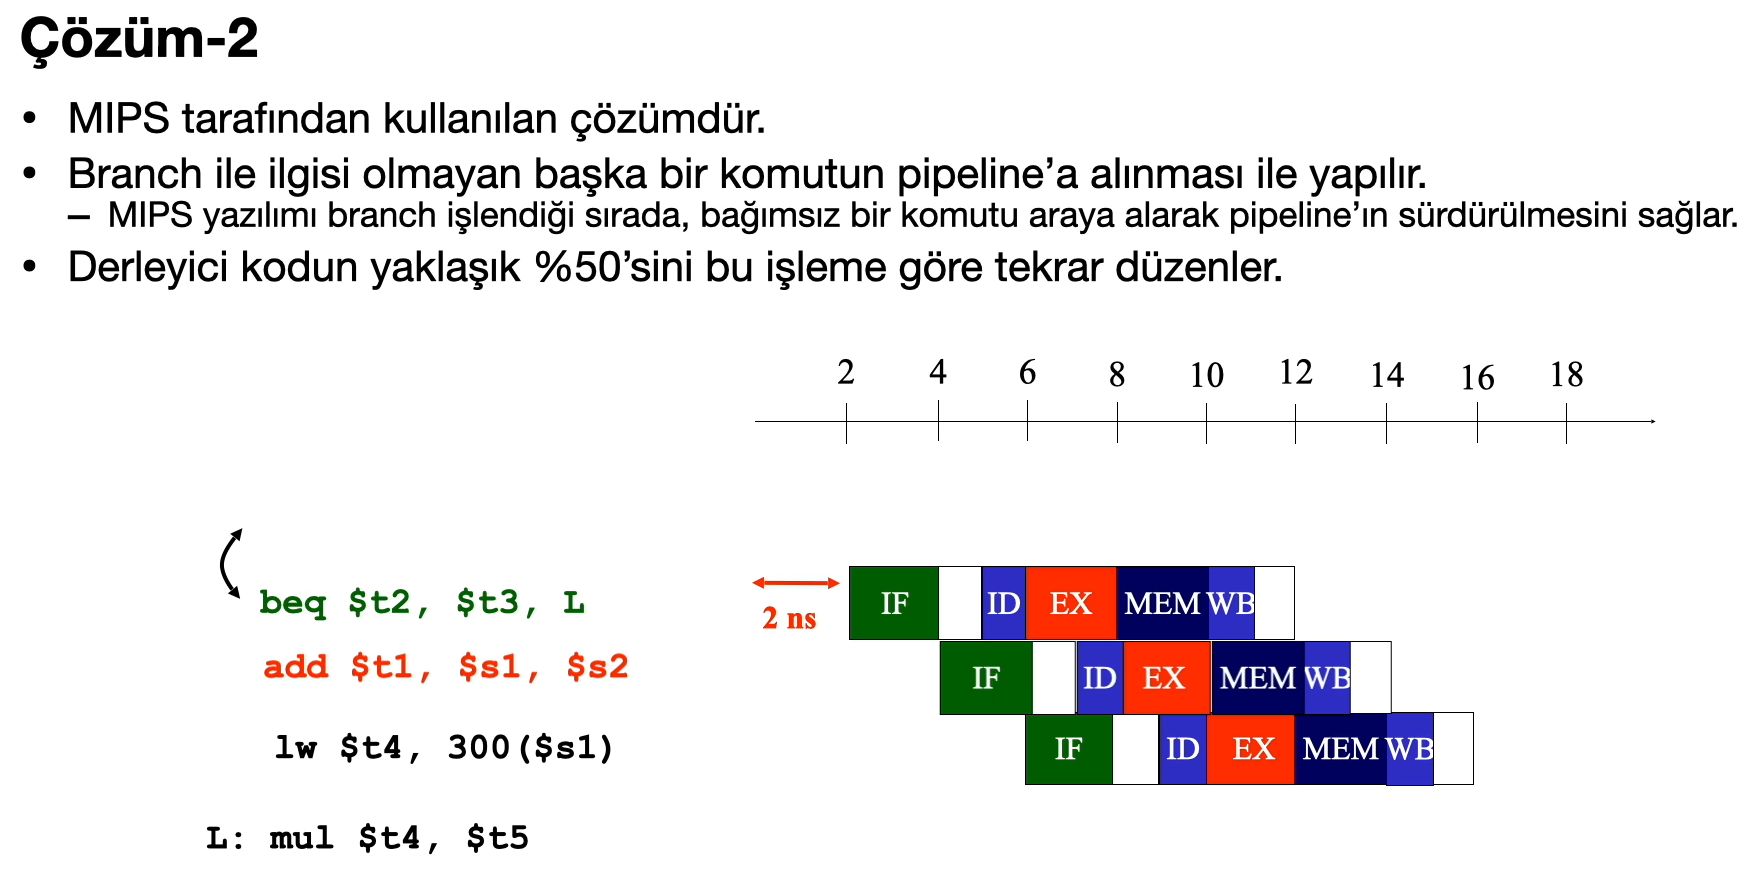 Çözüm-2
• MIPS tarafından kullanılan çözümdür.
• Branch ile ilgisi olmayan başka bir komutun pipeline’a alınması ile yapılır.
– MIPS yazılımı branch işlendiği sırada, bağımsız bir komutu araya alarak pipeline’ın sürdürülmesini sağlar.
• Derleyici kodun yaklaşık %50’sini bu işleme göre tekrar düzenler.
2 4 6 8 10 12 14 16 18
beq $t2, $t3, L
2 ns
IF ID EX MEM WB
add $t1, $s1, $s2
IF ID EX MEM WB
lw $t4, 300($s1)
IF ID EX MEM WB
L: mul $t4, $t5